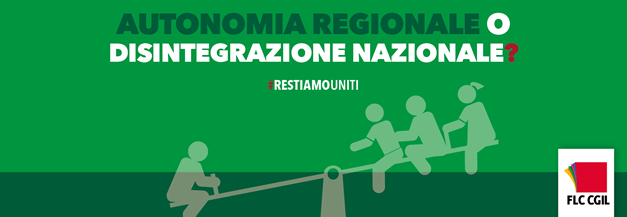 AUTONOMIA REGIONALE O
DISINTEGRAZIONE NAZIONALE?
#RESTIAMOUNITI
FLC CGIL